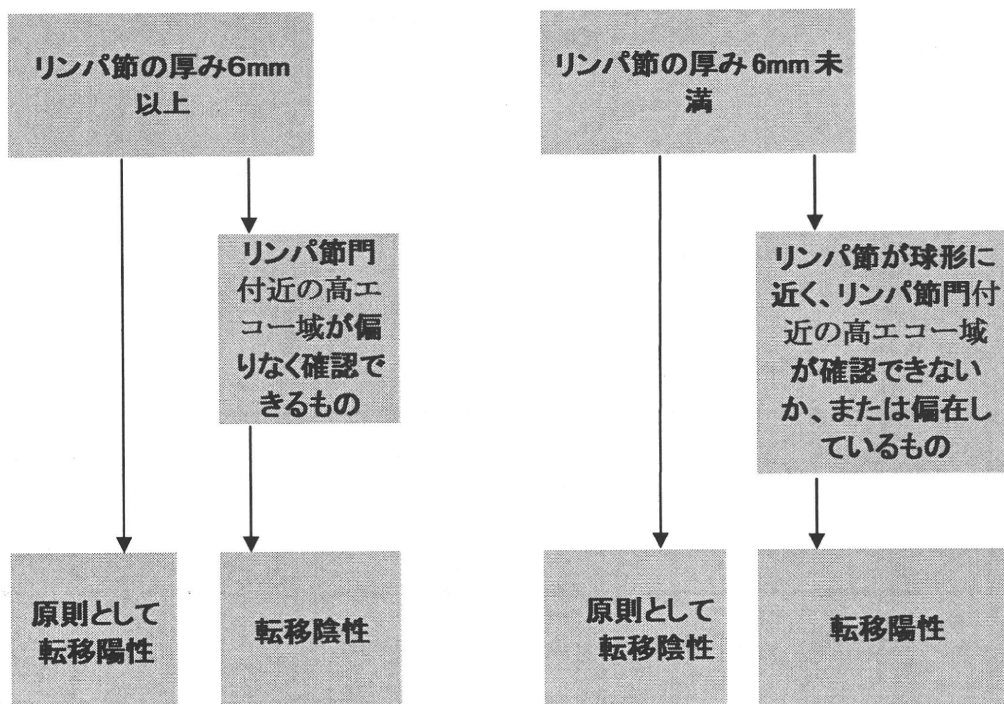 リンパ節の厚み6mm
以上
リンパ節の厚み6mm未
満
リンパ節門
付近の高エ
コー域が偏
りなく確認で
きるもの
リンパ節が球形に
近く、リンパ節門付
近の高エコー域
が確認できない
か、または偏在し
ているもの
原則として
転移陽性
転移陰性
原則として
転移陰性
転移陽性